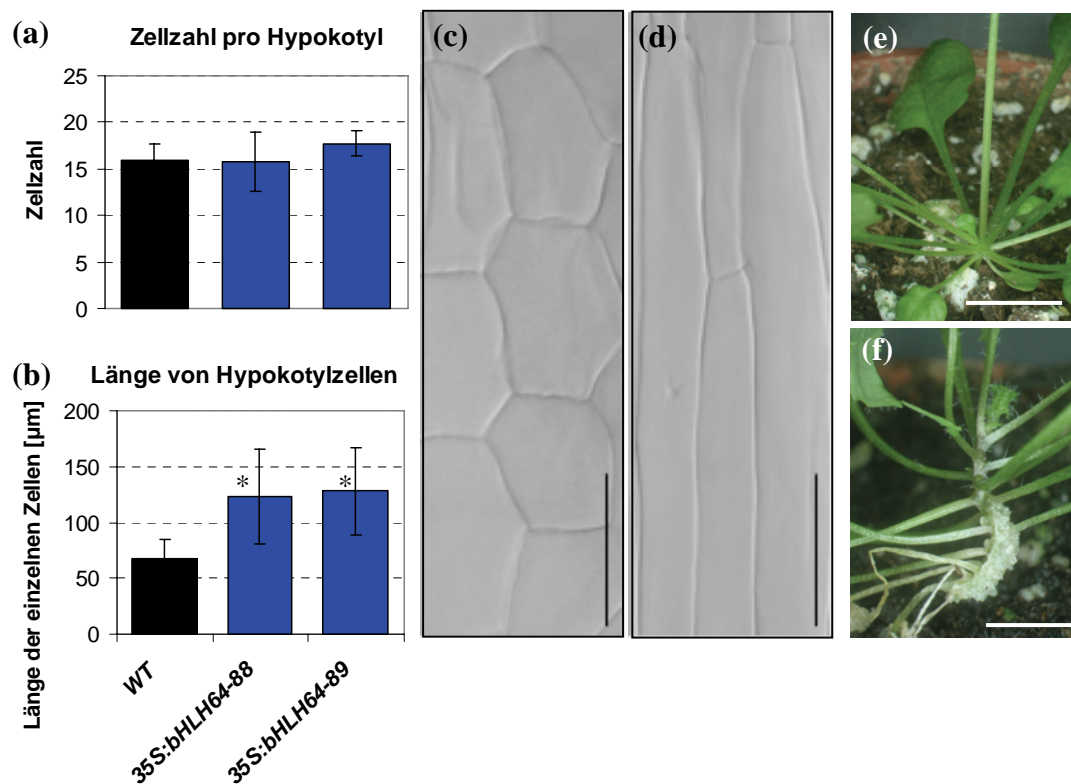 (a)
Zellzahl pro Hypokotyl
25
20
15
10
5
0
Zellzahl
(b)
Länge von Hypokotylzellen
200
150
100
50
0
Länge der einzelnen Zellen [µm]
* *
WT
35S:bHLH64-88
35S:bHLH64-89
(c)
(d)
(e)
(f)